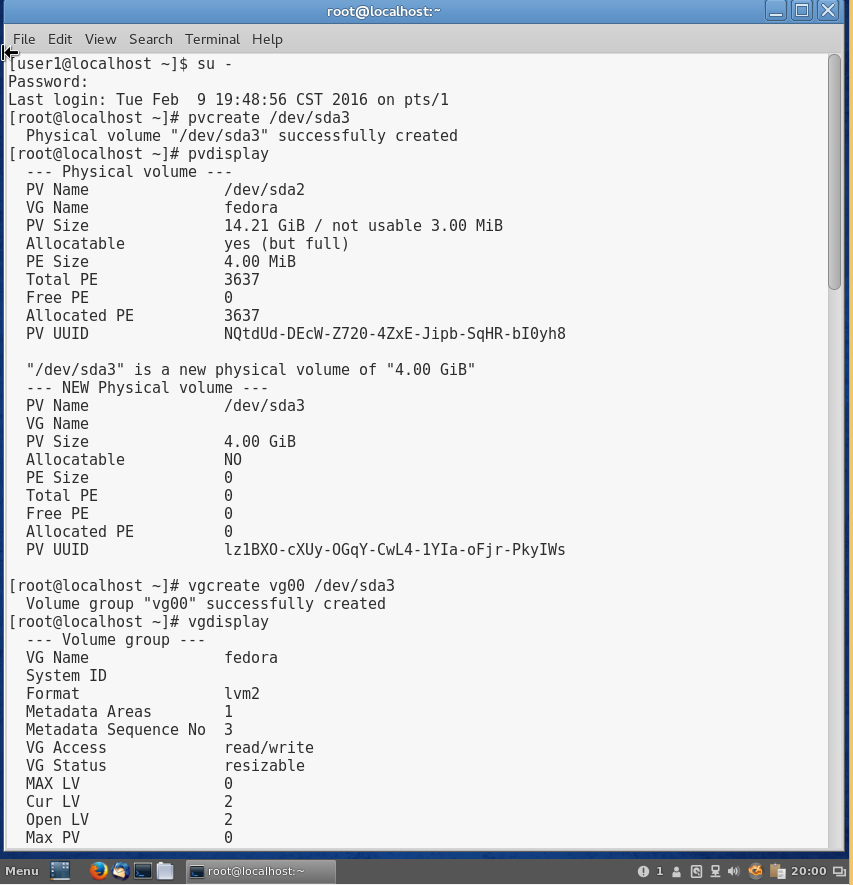 root@localhost:~
File Edit View Search Terminal Help
[user1@localhost ~]$ su -
Password:
Last login: Tue Feb  9 19:48:56 CST 2016 on pts/1
[root@localhost ~]# pvcreate /dev/sda3
  Physical volume "/dev/sda3" successfully created
[root@localhost ~]# pvdisplay
  --- Physical volume ---
  PV Name               /dev/sda2
  VG Name               fedora
  PV Size               14.21 GiB / not usable 3.00 MiB
  Allocatable           yes (but full)
  PE Size               4.00 MiB
  Total PE              3637
  Free PE               0
  Allocated PE          3637
  PV UUID               NQtdUd-DEcW-Z720-4ZxE-Jipb-SqHR-bI0yh8

  "/dev/sda3" is a new physical volume of "4.00 GiB"
  --- NEW Physical volume ---
  PV Name               /dev/sda3
  VG Name
  PV Size               4.00 GiB
  Allocatable           NO
  PE Size               0
  Total PE              0
  Free PE               0
  Allocated PE          0
  PV UUID               lz1BXO-cXUy-OGqY-CwL4-1YIa-oFjr-PkyIWs

[root@localhost ~]# vgcreate vg00 /dev/sda3
  Volume group "vg00" successfully created
[root@localhost ~]# vgdisplay
  --- Volume group ---
  VG Name               fedora
  System ID
  Format                lvm2
  Metadata Areas        1
  Metadata Sequence No  3
  VG Access             read/write
  VG Status             resizable
  MAX LV                0
  Cur LV                2
  Open LV               2
  Max PV                0
Menu root@localhost:~ 1 20:00